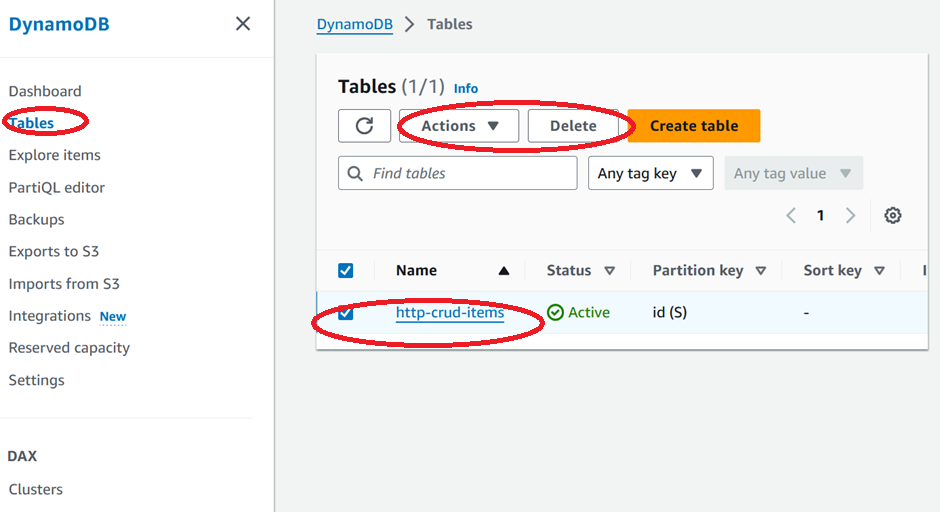 DynamoDB
Dashboard
Tables
Explore items
PartiQL editor
Backups
Exports to S3
Imports from S3
Integrations New
Reserved capacity
Settings
DAX
Clusters
DynamoDB > Tables
Tables (1/1) Info
Actions Delete Create table
Find tables Any tag key Any tag value
1
Name Status Partition key Sort key
http-crud-items Active id (S) -